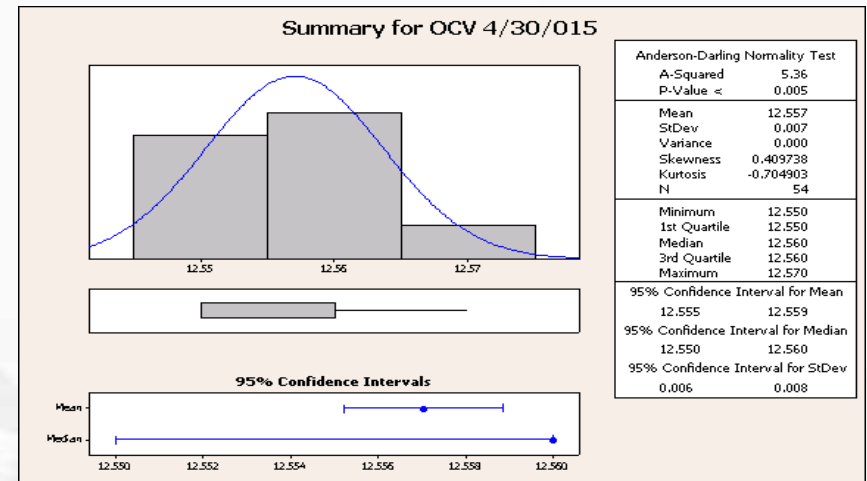 Summary for OCV 4/30/015
12.55 12.56 12.57
95% Confidence Intervals
Mean
Median
12.550 12.552 12.554 12.556 12.558 12.560
Anderson-Darling Normality Test
A-Squared 5.36
P-Value < 0.005
Mean 12.557
StDev 0.007
Variance 0.000
Skewness 0.409738
Kurtosis -0.704903
N 54
Minimum 12.550
1st Quartile 12.550
Median 12.560
3rd Quartile 12.560
Maximum 12.570
95% Confidence Interval for Mean
12.555 12.559
95% Confidence Interval for Median
12.550 12.560
95% Confidence Interval for StDev
0.006 0.008